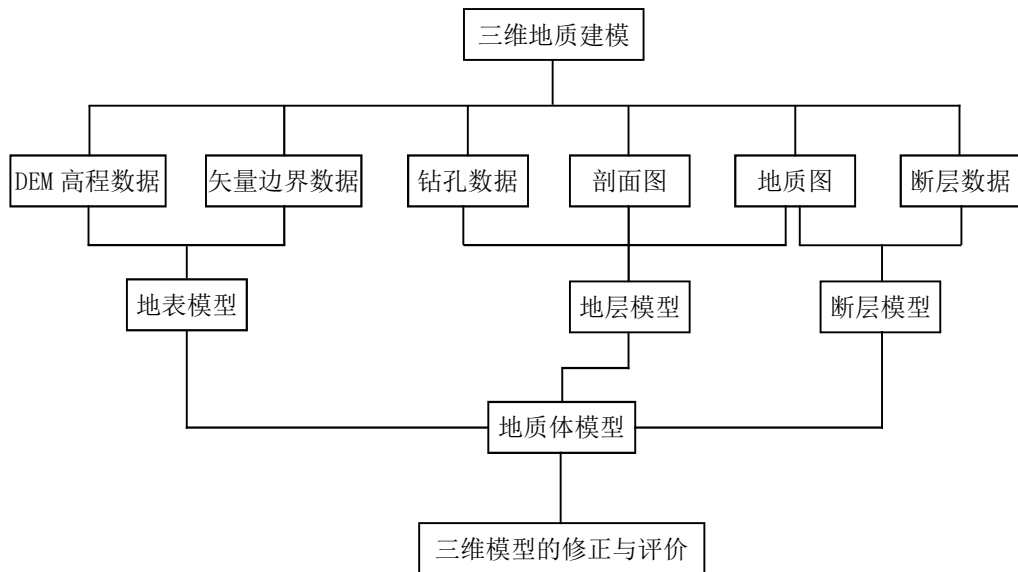 三维地质建模
DEM 高程数据
矢量边界数据
钻孔数据
剖面图
地质图
断层数据
地表模型
地层模型
断层模型
地质体模型
三维模型的修正与评价